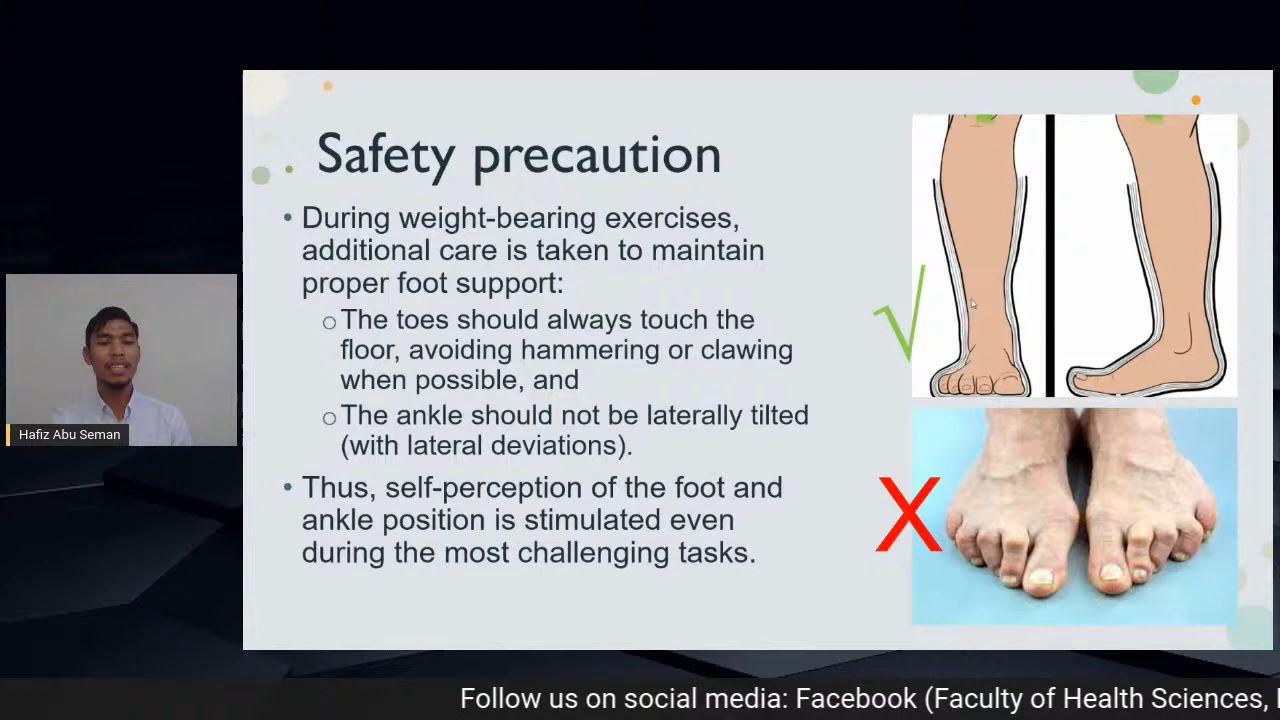 Safety precaution
• During weight-bearing exercises,
additional care is taken to maintain
proper foot support:
○The toes should always touch the
floor, avoiding hammering or clawing
when possible, and
○The ankle should not be laterally tilted
(with lateral deviations).
• Thus, self-perception of the foot and
ankle position is stimulated even
during the most challenging tasks.
√
X
Hafiz Abu Seman
Follow us on social media: Facebook (Faculty of Health Sciences,